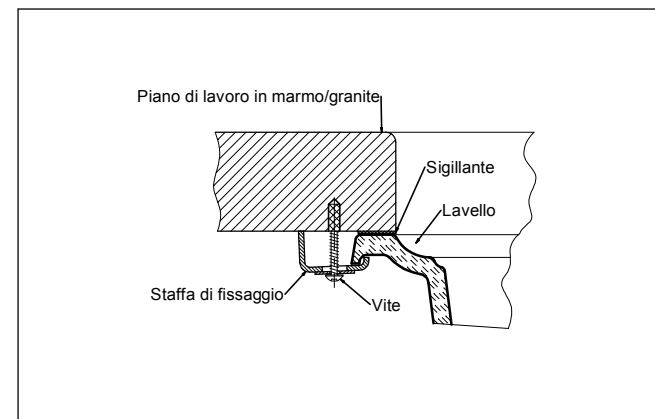 Piano di lavoro in marmo/granite
Sigillante
Lavello
Staffa di fissaggio
Vite